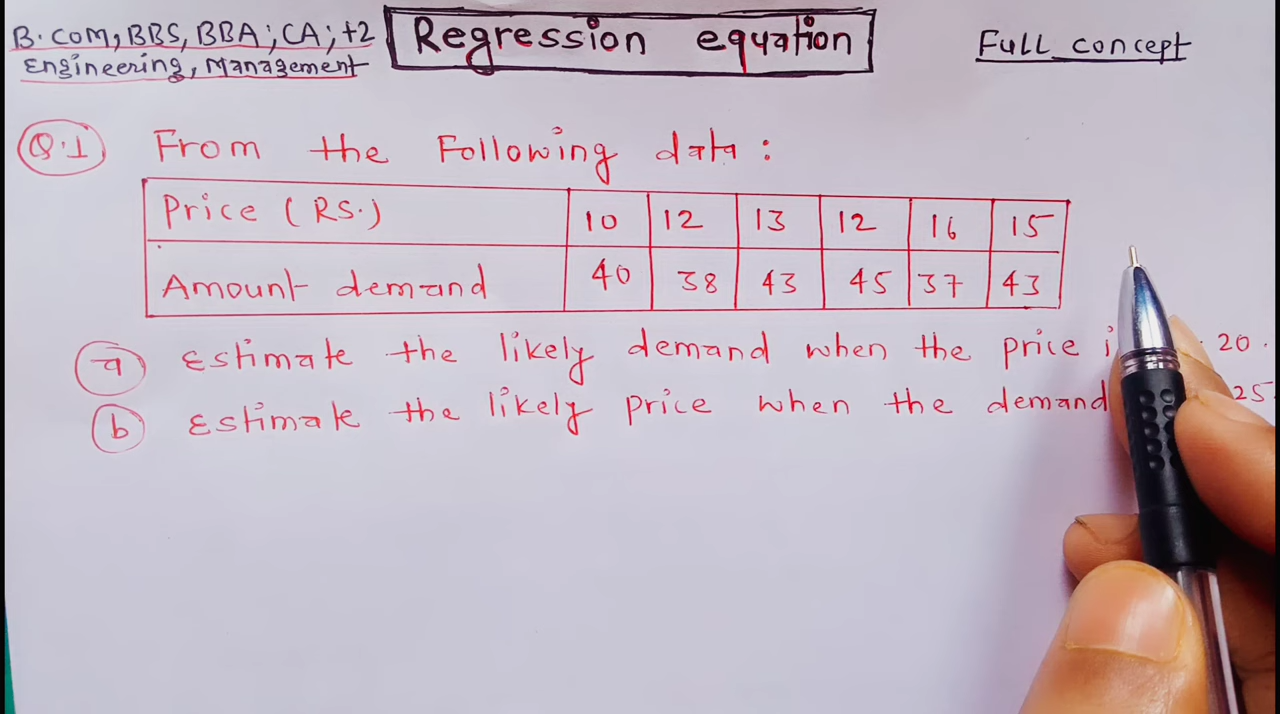 B.com, BBS, BBA; CA; +2
Engineering, Management
Regression equation
Full concept
Q.1 From the Following data:
Price (RS.) 10 12 13 12 16 15
Amount demand 40 38 43 45 37 43
a Estimate the likely demand when the price 20.
b Estimate the likely price when the demand 25